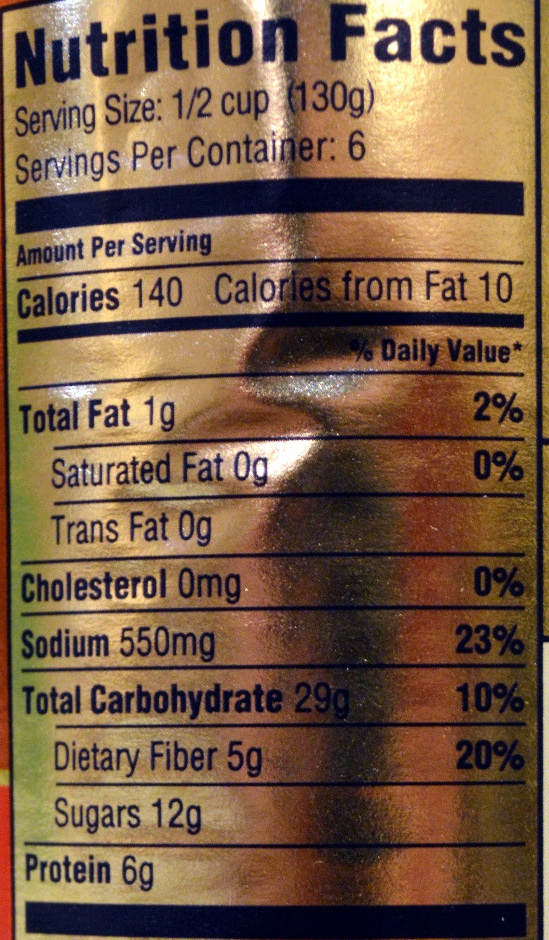 Nutrition Facts
Serving Size: 1/2 cup (130g)
Servings Per Container: 6
Amount Per Serving
Calories 140 Calories from Fat 10
% Daily Value*
Total Fat 1g 2%
Saturated Fat 0g 0%
Trans Fat 0g
Cholesterol 0mg 0%
Sodium 550mg 23%
Total Carbohydrate 29g 10%
Dietary Fiber 5g 20%
Sugars 12g
Protein 6g